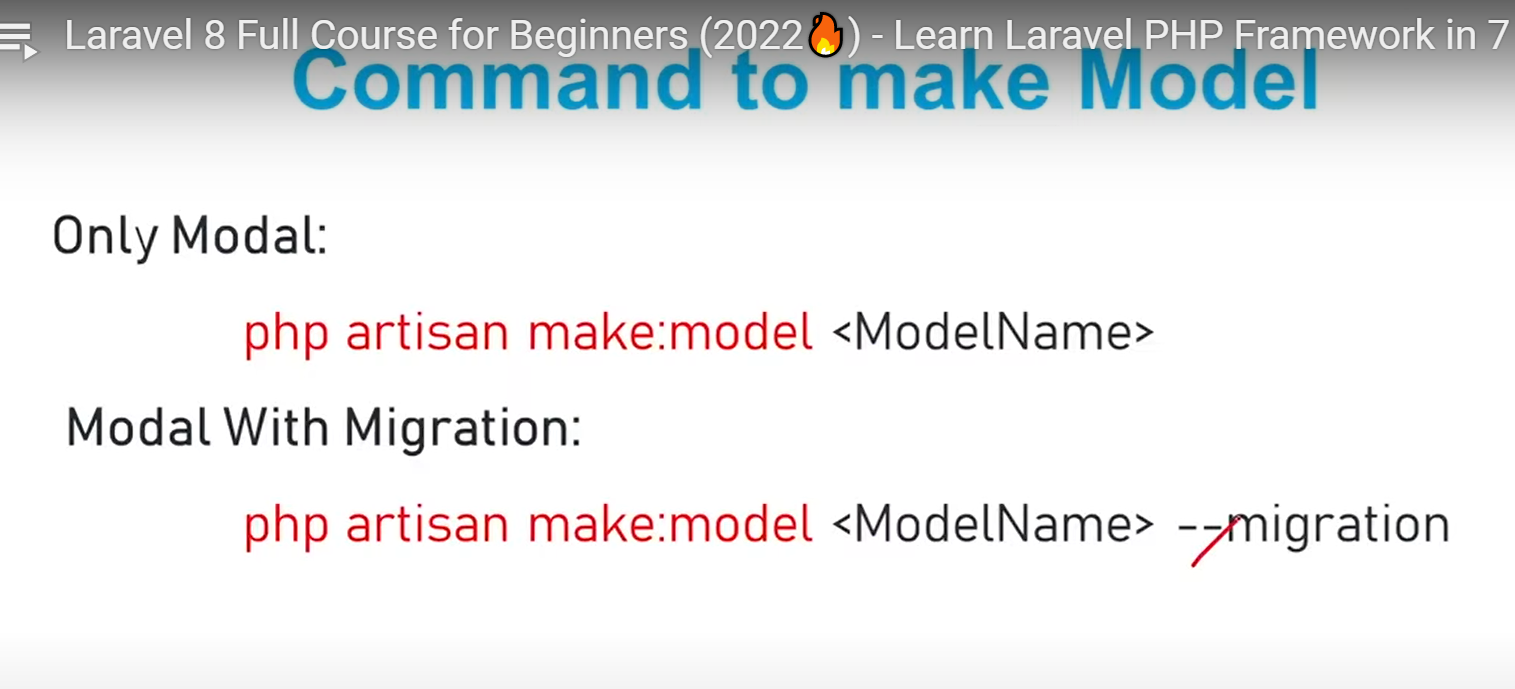 Laravel 8 Full Course for Beginners (2022🔥) - Learn Laravel PHP Framework in 7
Command to make Model
Only Modal:
php artisan make:model <ModelName>
Modal With Migration:
php artisan make:model <ModelName> --migration